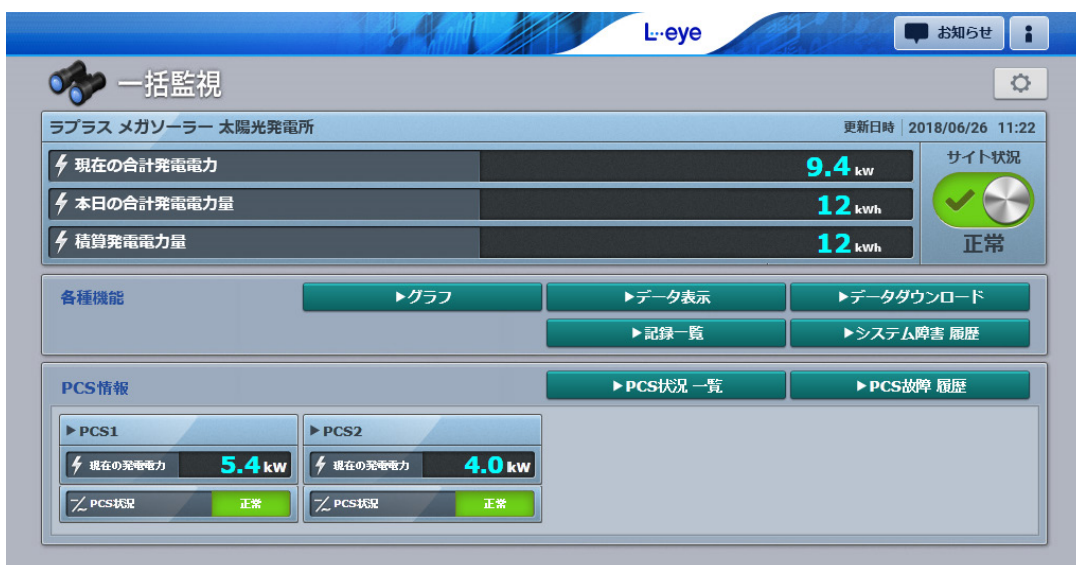 L・・eye
お知らせ
一括監視
ラプラス メガソーラー 太陽光発電所 更新日時 2018/06/26 11:22
現在の合計発電電力 9.4 kw
サイト状況
本日の合計発電電力量 12 kwh
積算発電電力量 12 kwh
正常
各種機能 ▶グラフ ▶データ表示 ▶データダウンロード
▶記録一覧 ▶システム障害 履歴
PCS情報 ▶PCS状況 一覧 ▶PCS故障 履歴
▶PCS1 ▶PCS2
現在の発電電力 5.4 kw 現在の発電電力 4.0 kw
PCS状況 正常 PCS状況 正常